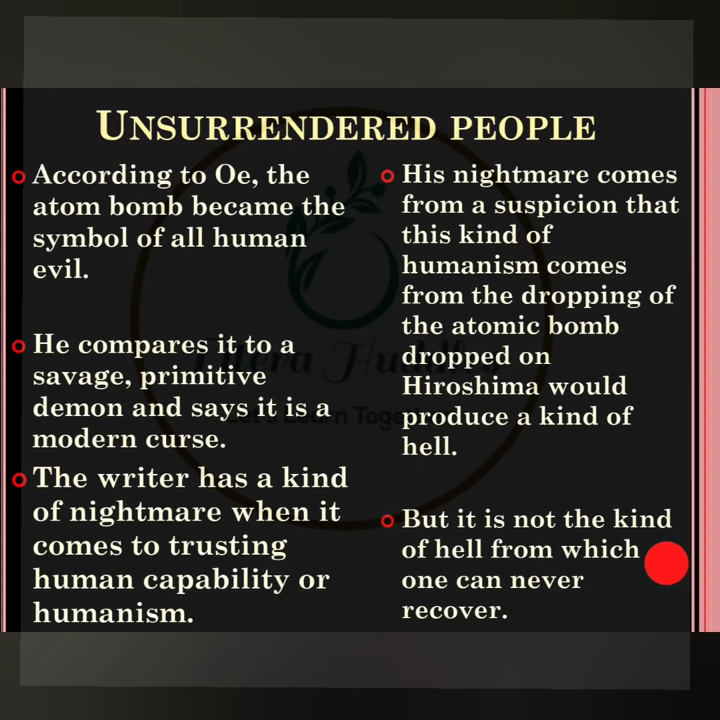 UNSURRENDERED PEOPLE
According to Oe, the
atom bomb became the
symbol of all human
evil.
He compares it to a
savage, primitive
demon and says it is a
modern curse.
The writer has a kind
of nightmare when it
comes to trusting
human capability or
humanism.
His nightmare comes
from a suspicion that
this kind of
humanism comes
from the dropping of
the atomic bomb
dropped on
Hiroshima would
produce a kind of
hell.
But it is not the kind
of hell from which
one can never
recover.